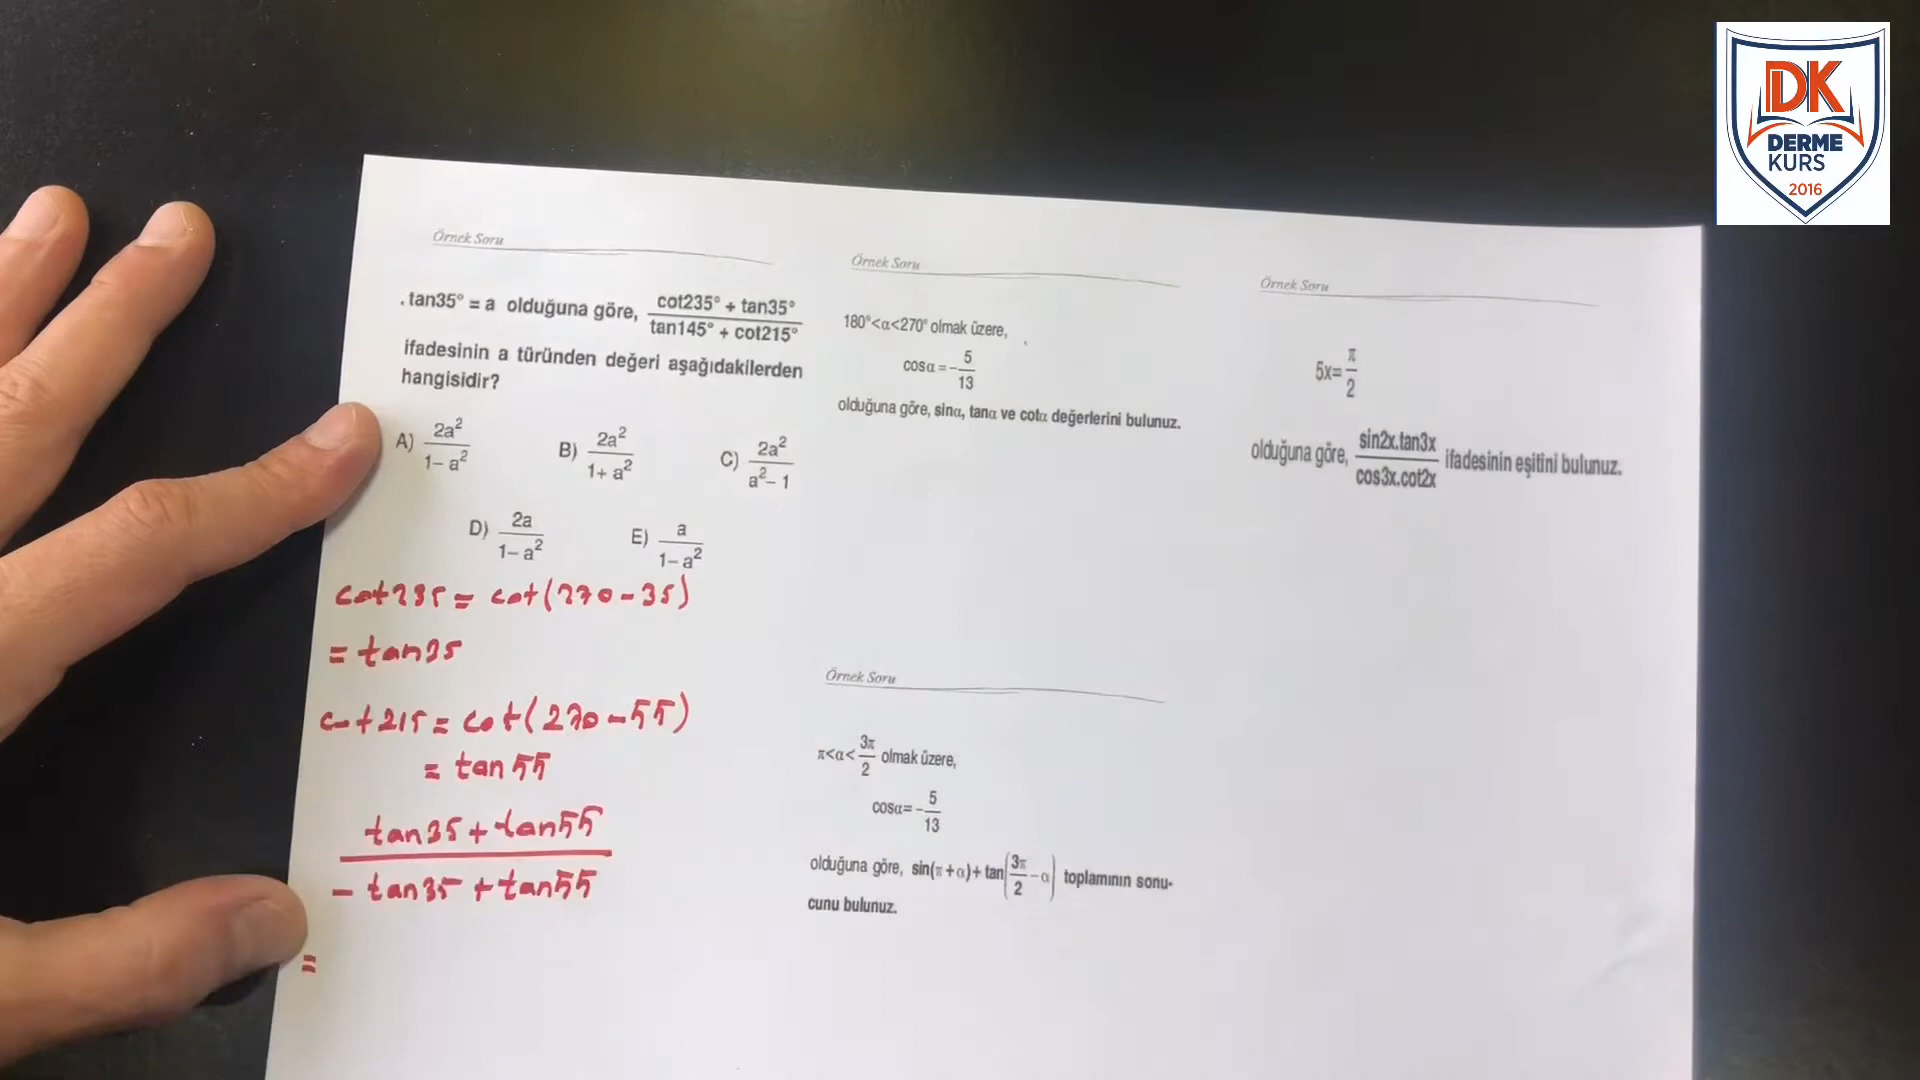 DK
DERME
KURS
2016
Örnek Soru
. tan35° = a olduğuna göre, cot235° + tan35° / tan145° + cot215°
ifadesinin a türünden değeri aşağıdakilerden
hangisidir?
A) 2a² / 1– a²
B) 2a² / 1+ a²
C) 2a² / a²– 1
D) 2a / 1– a²
E) a / 1– a²
cot235 = cot(270-35)
= tan35
cot215 = cot(270-55)
= tan55
tan35 + tan55
- tan35 + tan55
=
Örnek Soru
180°<α<270° olmak üzere,
cosα = - 5/13
olduğuna göre, sinα, tanα ve cotα değerlerini bulunuz.
Örnek Soru
π<α< 3π/2 olmak üzere,
cosα= - 5/13
olduğuna göre, sin(π+α)+tan(3π/2 –α) toplamının sonu-
cunu bulunuz.
Örnek Soru
5x= π/2
olduğuna göre, sin2x.tan3x / cos3x.cot2x ifadesinin eşitini bulunuz.